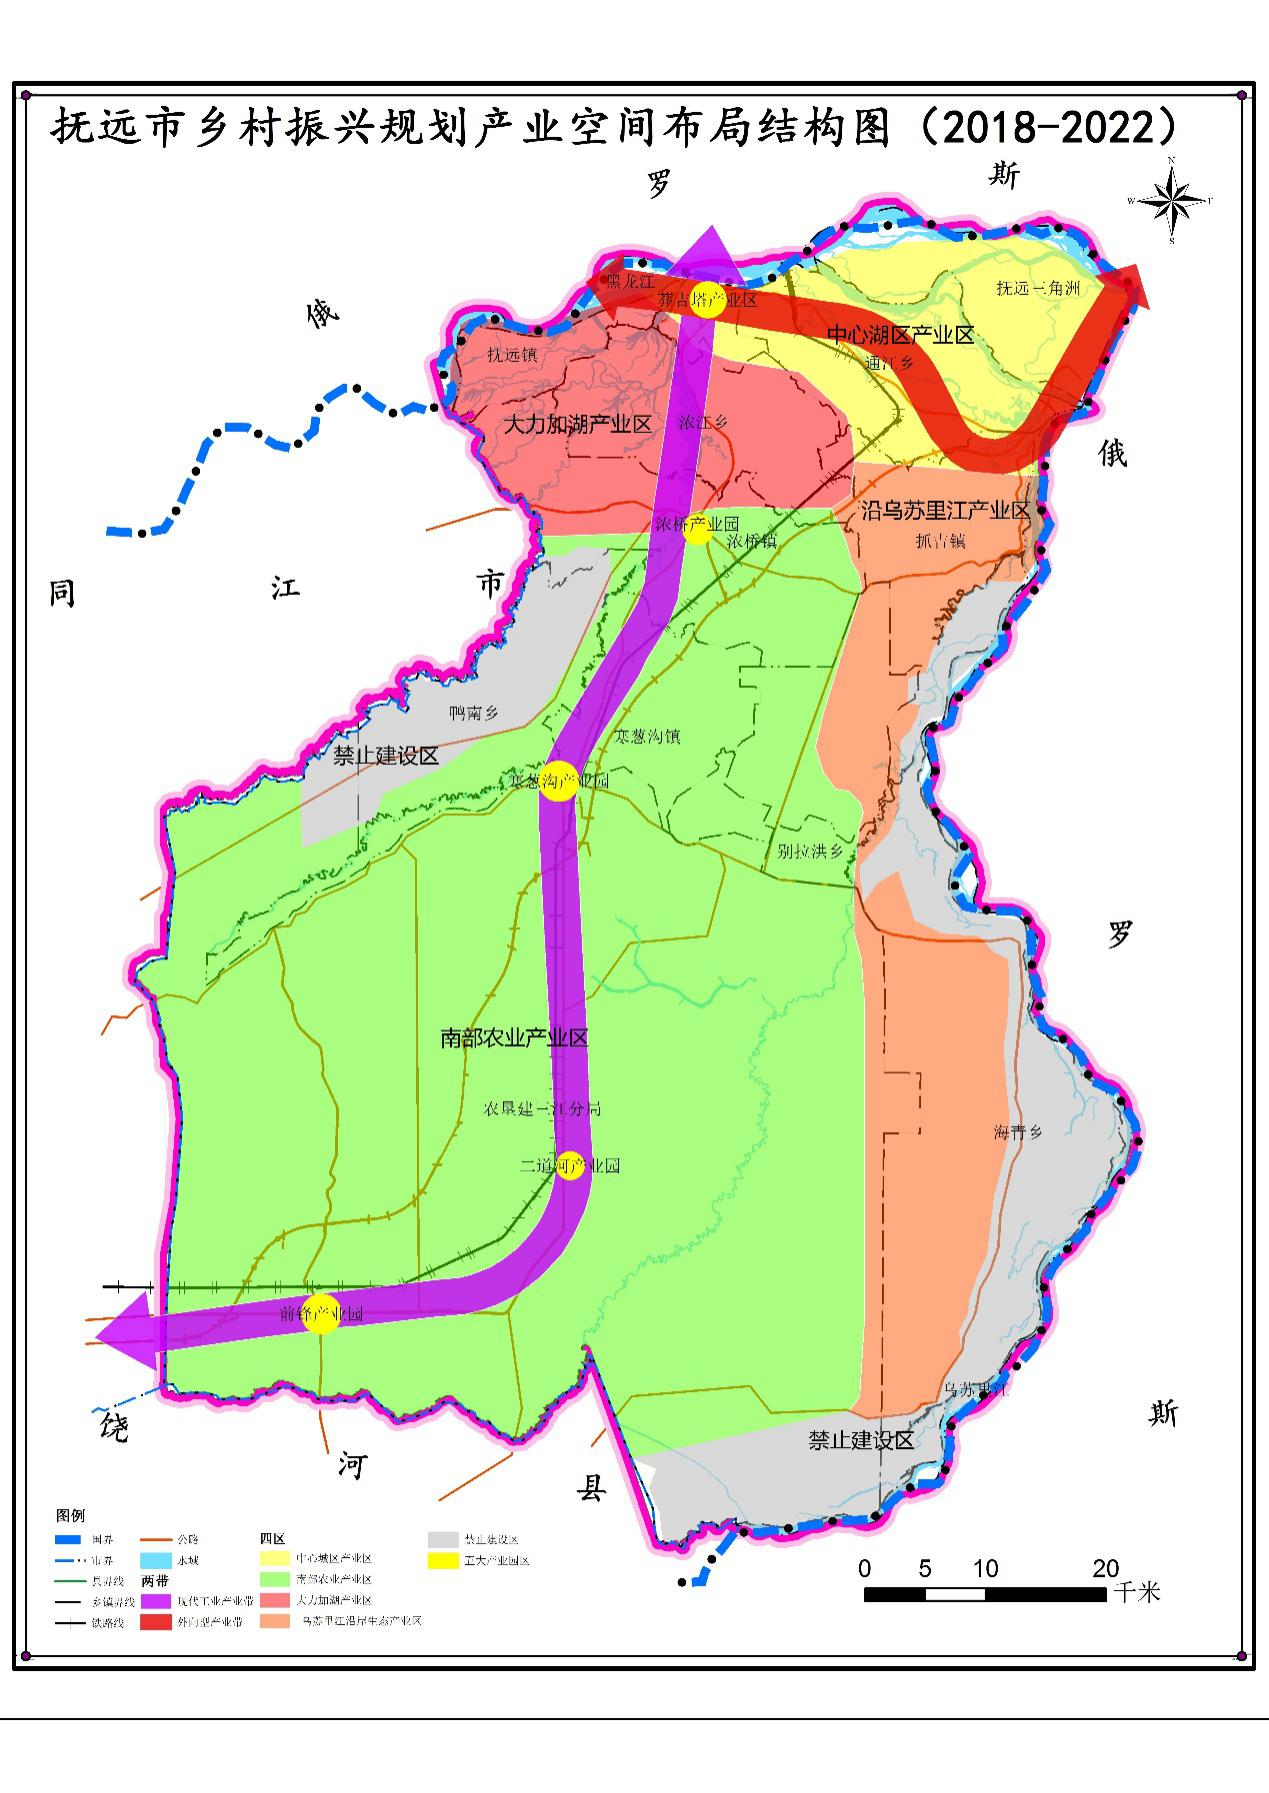 抚远市乡村振兴规划产业空间布局结构图（2018-2022）
罗
斯
N
W
S
俄
黑龙江
莽吉塔产业区
抚远三角洲
中心湖区产业区
通江乡
抚远镇
大力加湖产业区
浓江乡
俄
沿乌苏里江产业区
浓桥产业园
浓桥镇
抓吉镇
同
江
市
鸭南乡
禁止建设区
寒葱沟镇
寒葱沟产业园
别拉洪乡
罗
南部农业产业区
农垦建三江分局
海青乡
二道河产业园
前锋产业园
乌苏里江
饶
河
县
斯
禁止建设区
图例
国界
市界
县界线
乡镇界线
铁路线
公路
水域
两带
现代工业产业带
外向型产业带
四区
中心城区产业区
南部农业产业区
大力加湖产业区
乌苏里江沿岸生态产业区
禁止建设区
五大产业园区
0 5 10 20
千米